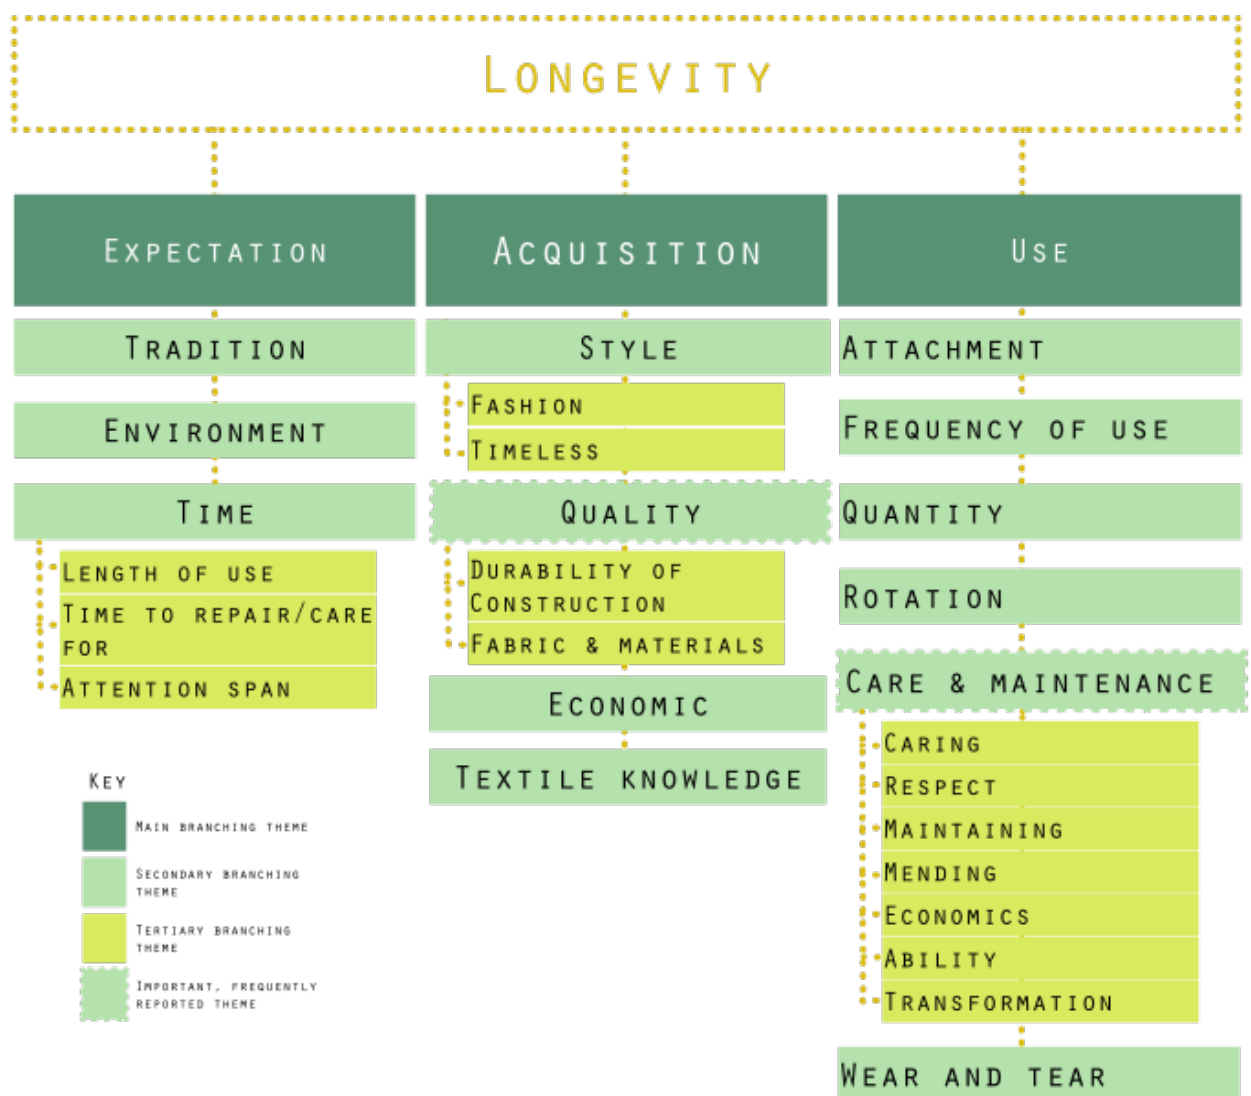 Longevity
Expectation
Tradition
Environment
Time
Length of use
Time to repair/care
for
Attention span
Acquisition
Style
Fashion
Timeless
Quality
Durability of
Construction
Fabric & materials
Economic
Textile knowledge
Use
Attachment
Frequency of use
Quantity
Rotation
Care & maintenance
Caring
Respect
Maintaining
Mending
Economics
Ability
Transformation
Wear and tear
Key
Main branching theme
Secondary branching
theme
Tertiary branching
theme
Important, frequently
reported theme